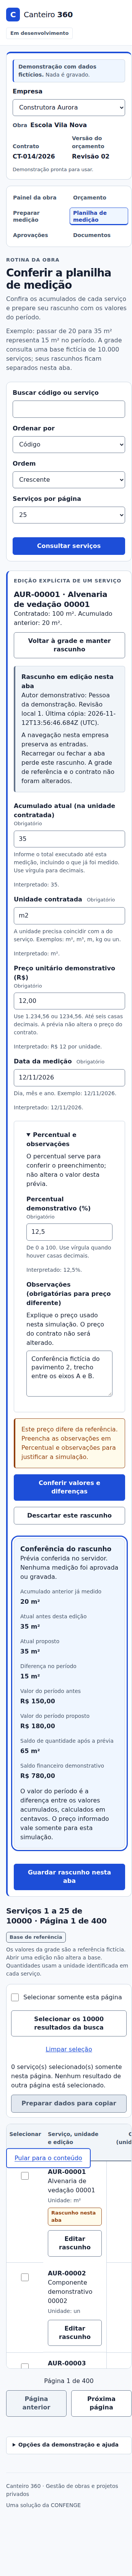 C Canteiro 360
Em desenvolvimento
Demonstração com dados
fictícios. Nada é gravado.
Empresa
Construtora Aurora
Obra Escola Vila Nova
Contrato
CT-014/2026
Versão do
orçamento
Revisão 02
Demonstração pronta para usar.
Painel da obra
Orçamento
Preparar
medição
Planilha de
medição
Aprovações
Documentos
ROTINA DA OBRA
Conferir a planilha
de medição
Confira os acumulados de cada serviço
e prepare seu rascunho nos valores
do período.
Exemplo: passar de 20 para 35 m²
representa 15 m² no período. A grade
contém uma base fictícia de 10.000
serviços; seus rascunhos ficam
separados nesta aba.
Buscar código ou serviço
Ordenar por
Código
Ordem
Crescente
Serviços por página
25
Consultar serviços
EDIÇÃO EXPLÍCITA DE UM SERVIÇO
AUR-00001 · Alvenaria
de vedação 00001
Contratado: 100 m². Acumulado
anterior: 20 m².
Voltar à grade e manter
rascunho
Rascunho em edição nesta
aba
Autor demonstrativo: Pessoa
da demonstração. Revisão
local 1. Última cópia: 2026-11-
12T13:56:46.684Z (UTC).
A navegação nesta empresa
preserva as entradas.
Recarregar ou fechar a aba
perde este rascunho. A grade
de referência e o contrato não
foram alterados.
Acumulado atual (na unidade
contratada)
Obrigatório
35
Informe o total executado até esta
medição, incluindo o que já foi medido.
Use vírgula para decimais.
Interpretado: 35.
Unidade contratada Obrigatório
m2
A unidade precisa coincidir com a do
serviço. Exemplos: m², m³, m, kg ou un.
Interpretado: m².
Preço unitário demonstrativo
(R$)
Obrigatório
12,00
Use 1.234,56 ou 1234,56. Até seis casas
decimais. A prévia não altera o preço do
contrato.
Interpretado: R$ 12 por unidade.
Data da medição Obrigatório
12/11/2026
Dia, mês e ano. Exemplo: 12/11/2026.
Interpretado: 12/11/2026.
▼ Percentual e
observações
O percentual serve para
conferir o preenchimento;
não altera o valor desta
prévia.
Percentual
demonstrativo (%)
Obrigatório
12,5
De 0 a 100. Use vírgula quando
houver casas decimais.
Interpretado: 12,5%.
Observações
(obrigatórias para preço
diferente)
Explique o preço usado
nesta simulação. O preço
do contrato não será
alterado.
Conferência fictícia do
pavimento 2, trecho
entre os eixos A e B.
Este preço difere da referência.
Preencha as observações em
Percentual e observações para
justificar a simulação.
Conferir valores e
diferenças
Descartar este rascunho
Conferência do rascunho
Prévia conferida no servidor.
Nenhuma medição foi aprovada
ou gravada.
Acumulado anterior já medido
20 m²
Atual antes desta edição
35 m²
Atual proposto
35 m²
Diferença no período
15 m²
Valor do período antes
R$ 150,00
Valor do período proposto
R$ 180,00
Saldo de quantidade após a prévia
65 m²
Saldo financeiro demonstrativo
R$ 780,00
O valor do período é a
diferença entre os valores
acumulados, calculados em
centavos. O preço informado
vale somente para esta
simulação.
Guardar rascunho nesta
aba
Serviços 1 a 25 de
10000 · Página 1 de 400
Base de referência
Os valores da grade são a referência fictícia.
Abrir uma edição não altera a base.
Quantidades usam a unidade identificada em
cada serviço.
Selecionar somente esta página
Selecionar os 10000
resultados da busca
Limpar seleção
0 serviço(s) selecionado(s) somente
nesta página. Nenhum resultado de
outra página está selecionado.
Preparar dados para copiar
Selecionar
Serviço, unidade
e edição
(unid
Pular para o conteúdo
AUR-00001
Alvenaria de
vedação 00001
Unidade: m²
Rascunho nesta
aba
Editar
rascunho
AUR-00002
Componente
demonstrativo
00002
Unidade: un
Editar
rascunho
AUR-00003
Página 1 de 400
Página
anterior
Próxima
página
► Opções da demonstração e ajuda
Canteiro 360 · Gestão de obras e projetos
privados
Uma solução da CONFENGE